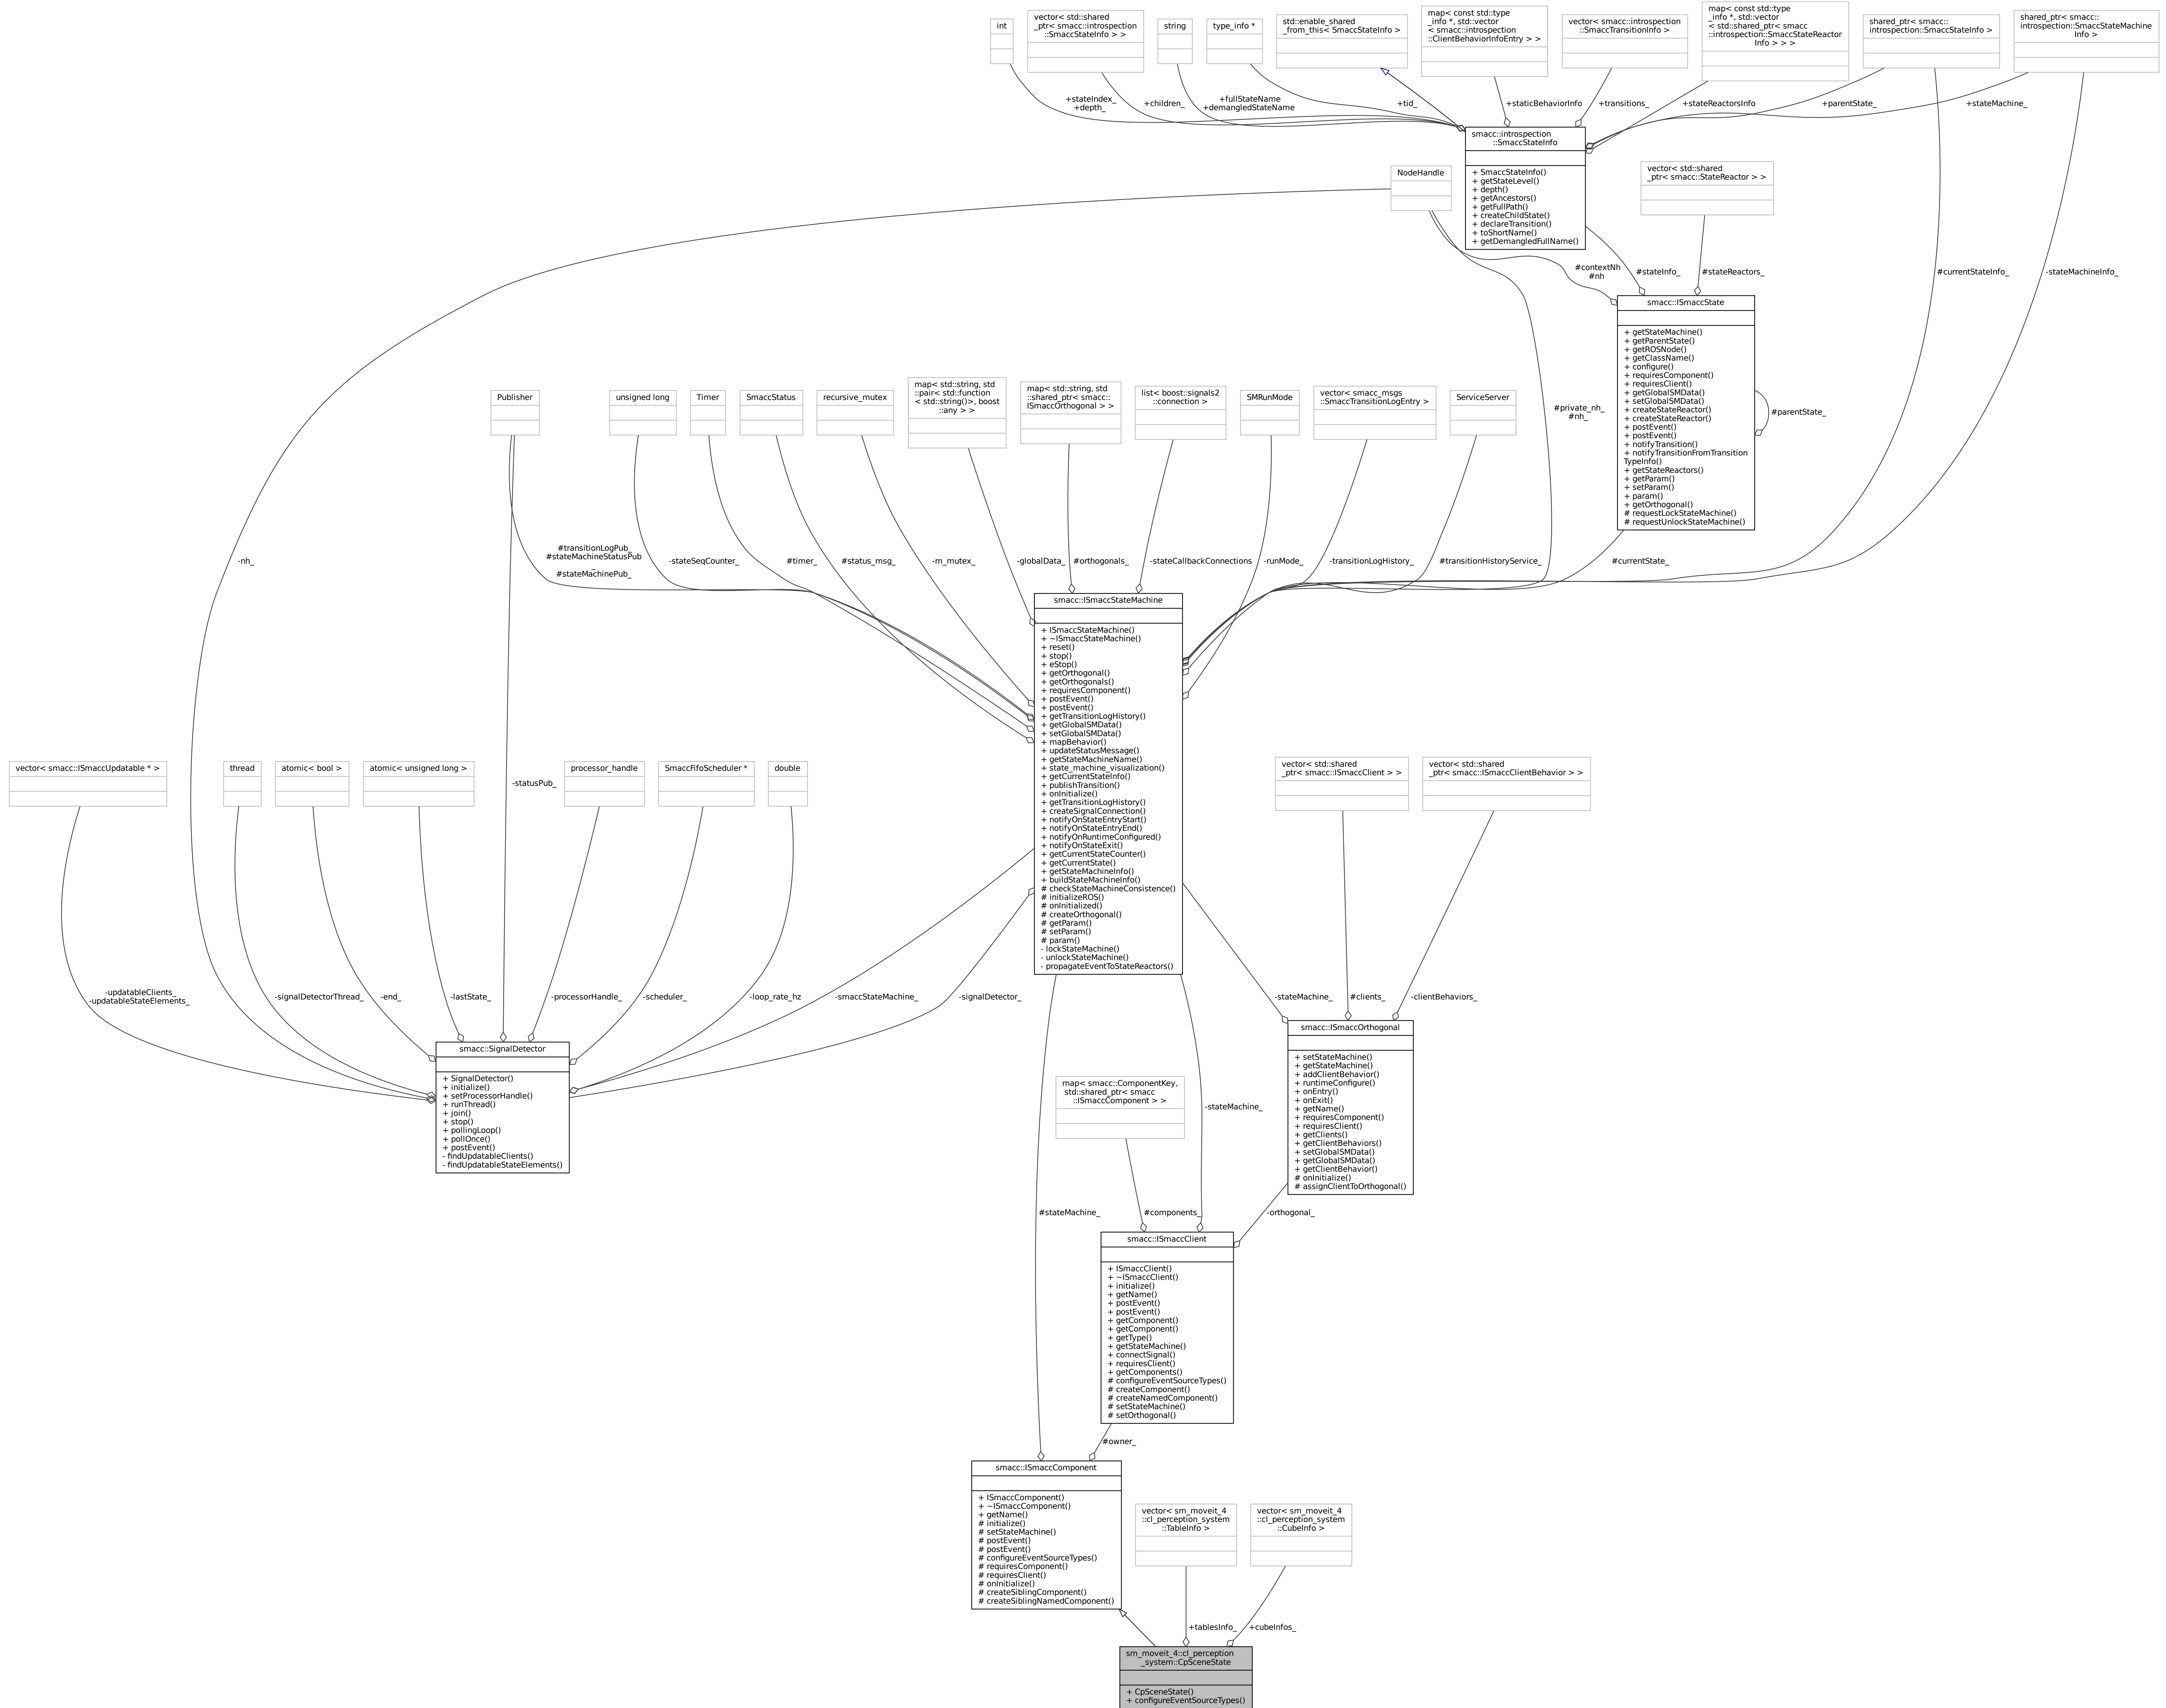 int
vector< std::shared
_ptr< smacc::introspection
::SmaccStateInfo > >
string
type_info *
std::enable_shared
_from_this< SmaccStateInfo >
map< const std::type
_info *, std::vector
< smacc::introspection
::ClientBehaviorInfoEntry > >
vector< smacc::introspection
::SmaccTransitionInfo >
map< const std::type
_info *, std::vector
< std::shared_ptr< smacc
::introspection::SmaccStateReactor
Info > > >
shared_ptr< smacc::
introspection::SmaccStateInfo >
shared_ptr< smacc::
introspection::SmaccStateMachine
Info >
+stateIndex_
+depth_
+children_
+fullStateName
+demangledStateName
+tid_
+staticBehaviorInfo
+transitions_
+stateReactorsInfo
+parentState_
+stateMachine_
smacc::introspection
::SmaccStateInfo
+ SmaccStateInfo()
+ getStateLevel()
+ depth()
+ getAncestors()
+ getFullPath()
+ createChildState()
+ declareTransition()
+ toShortName()
+ getDemangledFullName()
NodeHandle
vector< std::shared
_ptr< smacc::StateReactor > >
#contextNh
#nh
#stateInfo_
#stateReactors_
#currentStateInfo_
-stateMachineInfo_
smacc::ISmaccState
+ getStateMachine()
+ getParentState()
+ getROSNode()
+ getClassName()
+ configure()
+ requiresComponent()
+ requiresClient()
+ getGlobalSMData()
+ setGlobalSMData()
+ createStateReactor()
+ createStateReactor()
+ postEvent()
+ postEvent()
+ notifyTransition()
+ notifyTransitionFromTransition
TypeInfo()
+ getStateReactors()
+ getParam()
+ setParam()
+ param()
+ getOrthogonal()
# requestLockStateMachine()
# requestUnlockStateMachine()
#parentState_
Publisher
unsigned long
Timer
SmaccStatus
recursive_mutex
map< std::string, std
::pair< std::function
< std::string()>, boost
::any > >
map< std::string, std
::shared_ptr< smacc::
ISmaccOrthogonal > >
list< boost::signals2
::connection >
SMRunMode
vector< smacc_msgs
::SmaccTransitionLogEntry >
ServiceServer
#private_nh_
#nh_
-nh_
#transitionLogPub_
#stateMachineStatusPub
_
#stateMachinePub_
-stateSeqCounter_
#timer_
#status_msg_
-m_mutex_
-globalData_
#orthogonals_
-stateCallbackConnections
-runMode_
-transitionLogHistory_
#transitionHistoryService_
#currentState_
smacc::ISmaccStateMachine
+ ISmaccStateMachine()
+ ~ISmaccStateMachine()
+ reset()
+ stop()
+ eStop()
+ getOrthogonal()
+ getOrthogonals()
+ requiresComponent()
+ postEvent()
+ postEvent()
+ getTransitionLogHistory()
+ getGlobalSMData()
+ setGlobalSMData()
+ mapBehavior()
+ updateStatusMessage()
+ getStateMachineName()
+ state_machine_visualization()
+ getCurrentStateInfo()
+ publishTransition()
+ onInitialize()
+ getTransitionLogHistory()
+ createSignalConnection()
+ notifyOnStateEntryStart()
+ notifyOnStateEntryEnd()
+ notifyOnRuntimeConfigured()
+ notifyOnStateExit()
+ getCurrentStateCounter()
+ getCurrentState()
+ getStateMachineInfo()
+ buildStateMachineInfo()
# checkStateMachineConsistence()
# initializeROS()
# onInitialized()
# createOrthogonal()
# getParam()
# setParam()
# param()
- lockStateMachine()
- unlockStateMachine()
- propagateEventToStateReactors()
vector< smacc::ISmaccUpdatable * >
thread
atomic< bool >
atomic< unsigned long >
-statusPub_
processor_handle
SmaccFifoScheduler *
double
vector< std::shared
_ptr< smacc::ISmaccClient > >
vector< std::shared
_ptr< smacc::ISmaccClientBehavior > >
-updatableClients_
-updatableStateElements_
-signalDetectorThread_
-end_
-lastState_
-processorHandle_
-scheduler_
-loop_rate_hz
-smaccStateMachine_
-signalDetector_
-stateMachine_
#clients_
-clientBehaviors_
smacc::SignalDetector
+ SignalDetector()
+ initialize()
+ setProcessorHandle()
+ runThread()
+ join()
+ stop()
+ pollingLoop()
+ pollOnce()
+ postEvent()
- findUpdatableClients()
- findUpdatableStateElements()
smacc::ISmaccOrthogonal
+ setStateMachine()
+ getStateMachine()
+ addClientBehavior()
+ runtimeConfigure()
+ onEntry()
+ onExit()
+ getName()
+ requiresComponent()
+ requiresClient()
+ getClients()
+ getClientBehaviors()
+ setGlobalSMData()
+ getGlobalSMData()
+ getClientBehavior()
# onInitialize()
# assignClientToOrthogonal()
map< smacc::ComponentKey,
std::shared_ptr< smacc
::ISmaccComponent > >
-stateMachine_
#stateMachine_
#components_
-orthogonal_
smacc::ISmaccClient
+ ISmaccClient()
+ ~ISmaccClient()
+ initialize()
+ getName()
+ postEvent()
+ postEvent()
+ getComponent()
+ getComponent()
+ getType()
+ getStateMachine()
+ connectSignal()
+ requiresClient()
+ getComponents()
# configureEventSourceTypes()
# createComponent()
# createNamedComponent()
# setStateMachine()
# setOrthogonal()
#owner_
smacc::ISmaccComponent
+ ISmaccComponent()
+ ~ISmaccComponent()
+ getName()
# initialize()
# setStateMachine()
# postEvent()
# postEvent()
# configureEventSourceTypes()
# requiresComponent()
# requiresClient()
# onInitialize()
# createSiblingComponent()
# createSiblingNamedComponent()
vector< sm_moveit_4
::cl_perception_system
::TableInfo >
vector< sm_moveit_4
::cl_perception_system
::CubeInfo >
+tablesInfo_
+cubeInfos_
sm_moveit_4::cl_perception
_system::CpSceneState
+ CpSceneState()
+ configureEventSourceTypes()